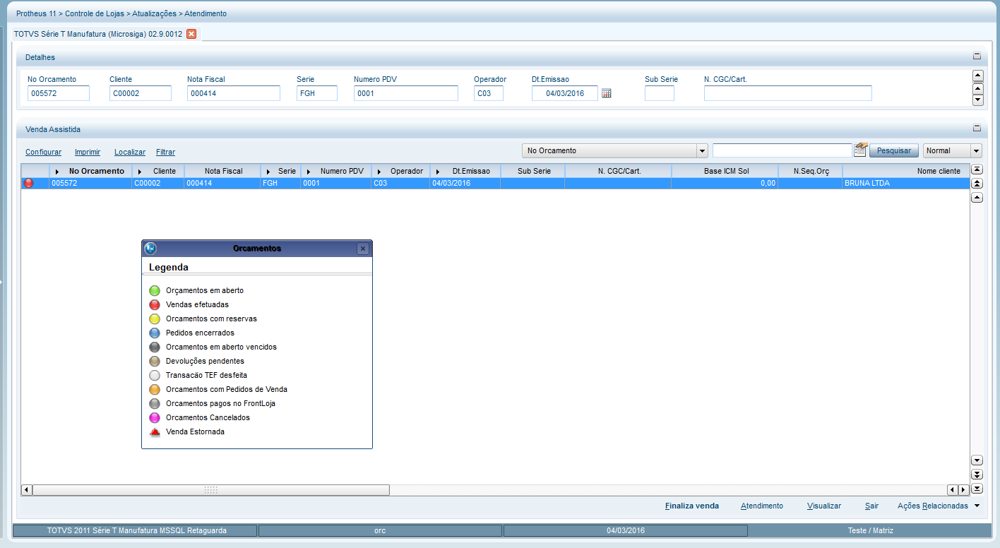 Protheus 11 > Controle de Lojas > Atualizações > Atendimento
TOTVS Série T Manufatura (Microsiga) 02.9.0012
Detalhes
No Orcamento Cliente Nota Fiscal Serie Numero PDV Operador Dt.Emissao Sub Serie N. CGC/Cart.
005572 C00002 000414 FGH 0001 C03 04/03/2016
Venda Assistida
Configurar Imprimir Localizar Filtrar No Orcamento Pesquisar Normal
No Orcamento Cliente Nota Fiscal Serie Numero PDV Operador Dt.Emissao Sub Serie N. CGC/Cart. Base ICM Sol N.Seq.Orç Nome cliente
005572 C00002 000414 FGH 0001 C03 04/03/2016 0,00 BRUNA LTDA
Orcamentos
Legenda
Orçamentos em aberto
Vendas efetuadas
Orcamentos com reservas
Pedidos encerrados
Orcamentos em aberto vencidos
Devoluções pendentes
Transacão TEF desfeita
Orcamentos com Pedidos de Venda
Orcamentos pagos no FrontLoja
Orcamentos Cancelados
Venda Estornada
Finaliza venda Atendimento Visualizar Sair Ações Relacionadas
TOTVS 2011 Série T Manufatura MSSQL Retaguarda orc 04/03/2016 Teste / Matriz